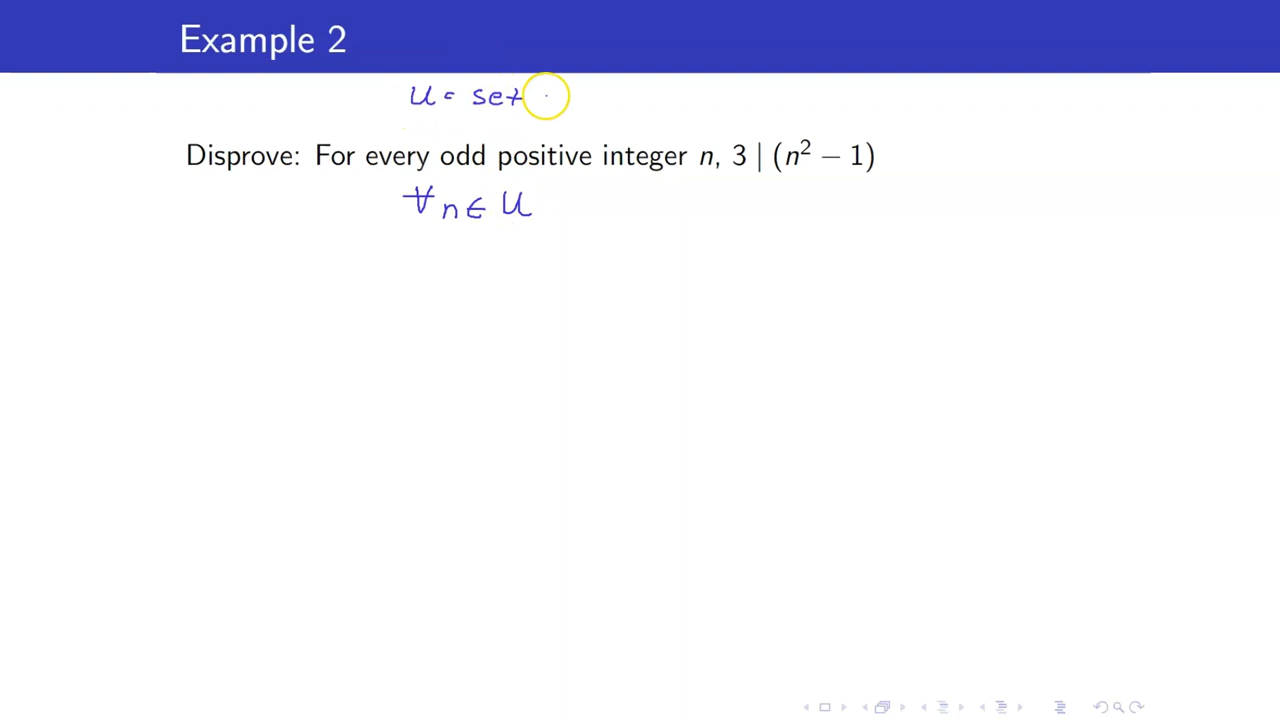 Example 2
U = set
Disprove: For every odd positive integer n, 3 | (n² − 1)
∀n∈ U